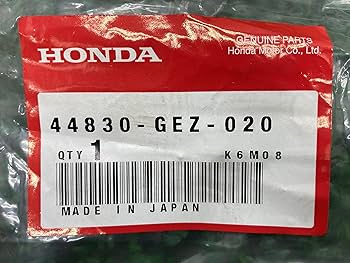 HONDA
GENUINE PARTS
Honda Motor Co., Ltd.
44830-GEZ-020
QTY 1 K6M08
MADE IN JAPAN